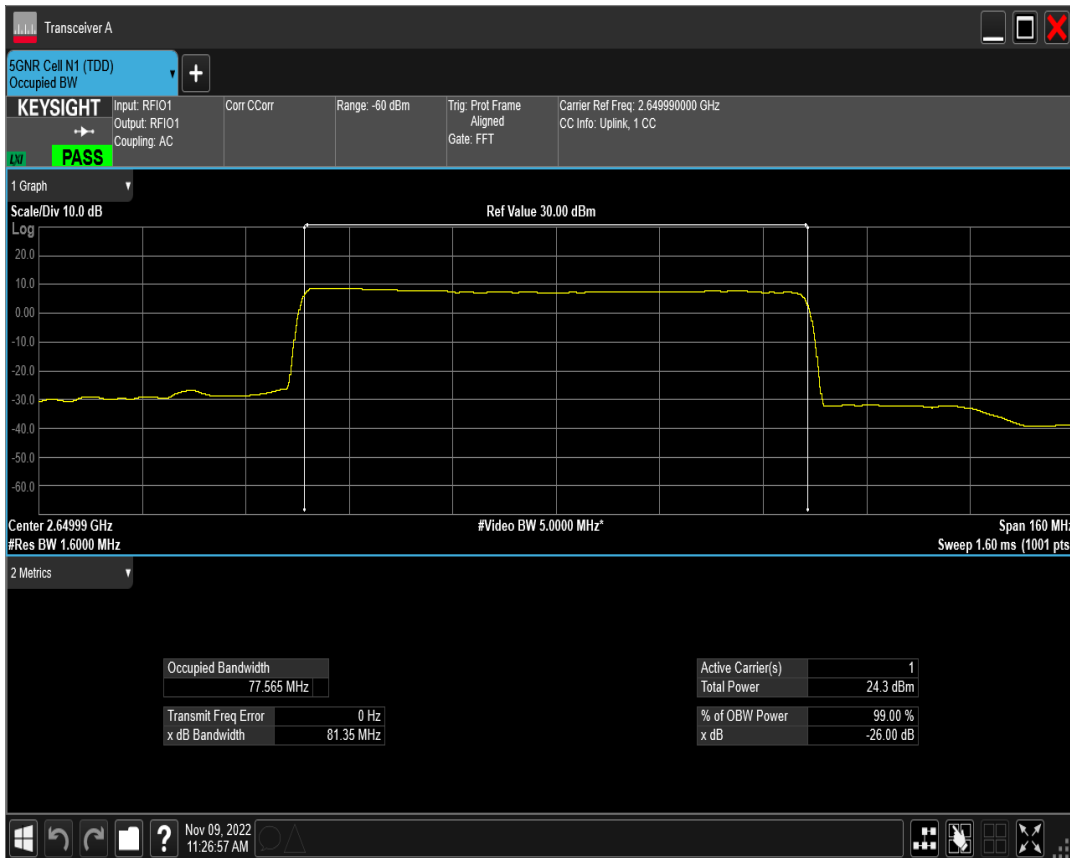 Transceiver A
5GNR Cell N1 (TDD)
Occupied BW
+
KEYSIGHT
LXI
PASS
Input: RFIO1
Output: RFIO1
Coupling: AC
Corr CCorr
Range: -60 dBm
Trig: Prot Frame
Aligned
Gate: FFT
Carrier Ref Freq: 2.649990000 GHz
CC Info: Uplink, 1 CC
1 Graph
Scale/Div 10.0 dB
Ref Value 30.00 dBm
Log
20.0
10.0
0.00
-10.0
-20.0
-30.0
-40.0
-50.0
-60.0
Center 2.64999 GHz
#Video BW 5.0000 MHz*
Span 160 MHz
#Res BW 1.6000 MHz
Sweep 1.60 ms (1001 pts
2 Metrics
Occupied Bandwidth
77.565 MHz
Transmit Freq Error 0 Hz
x dB Bandwidth 81.35 MHz
Active Carrier(s) 1
Total Power 24.3 dBm
% of OBW Power 99.00 %
x dB -26.00 dB
?
Nov 09, 2022
11:26:57 AM